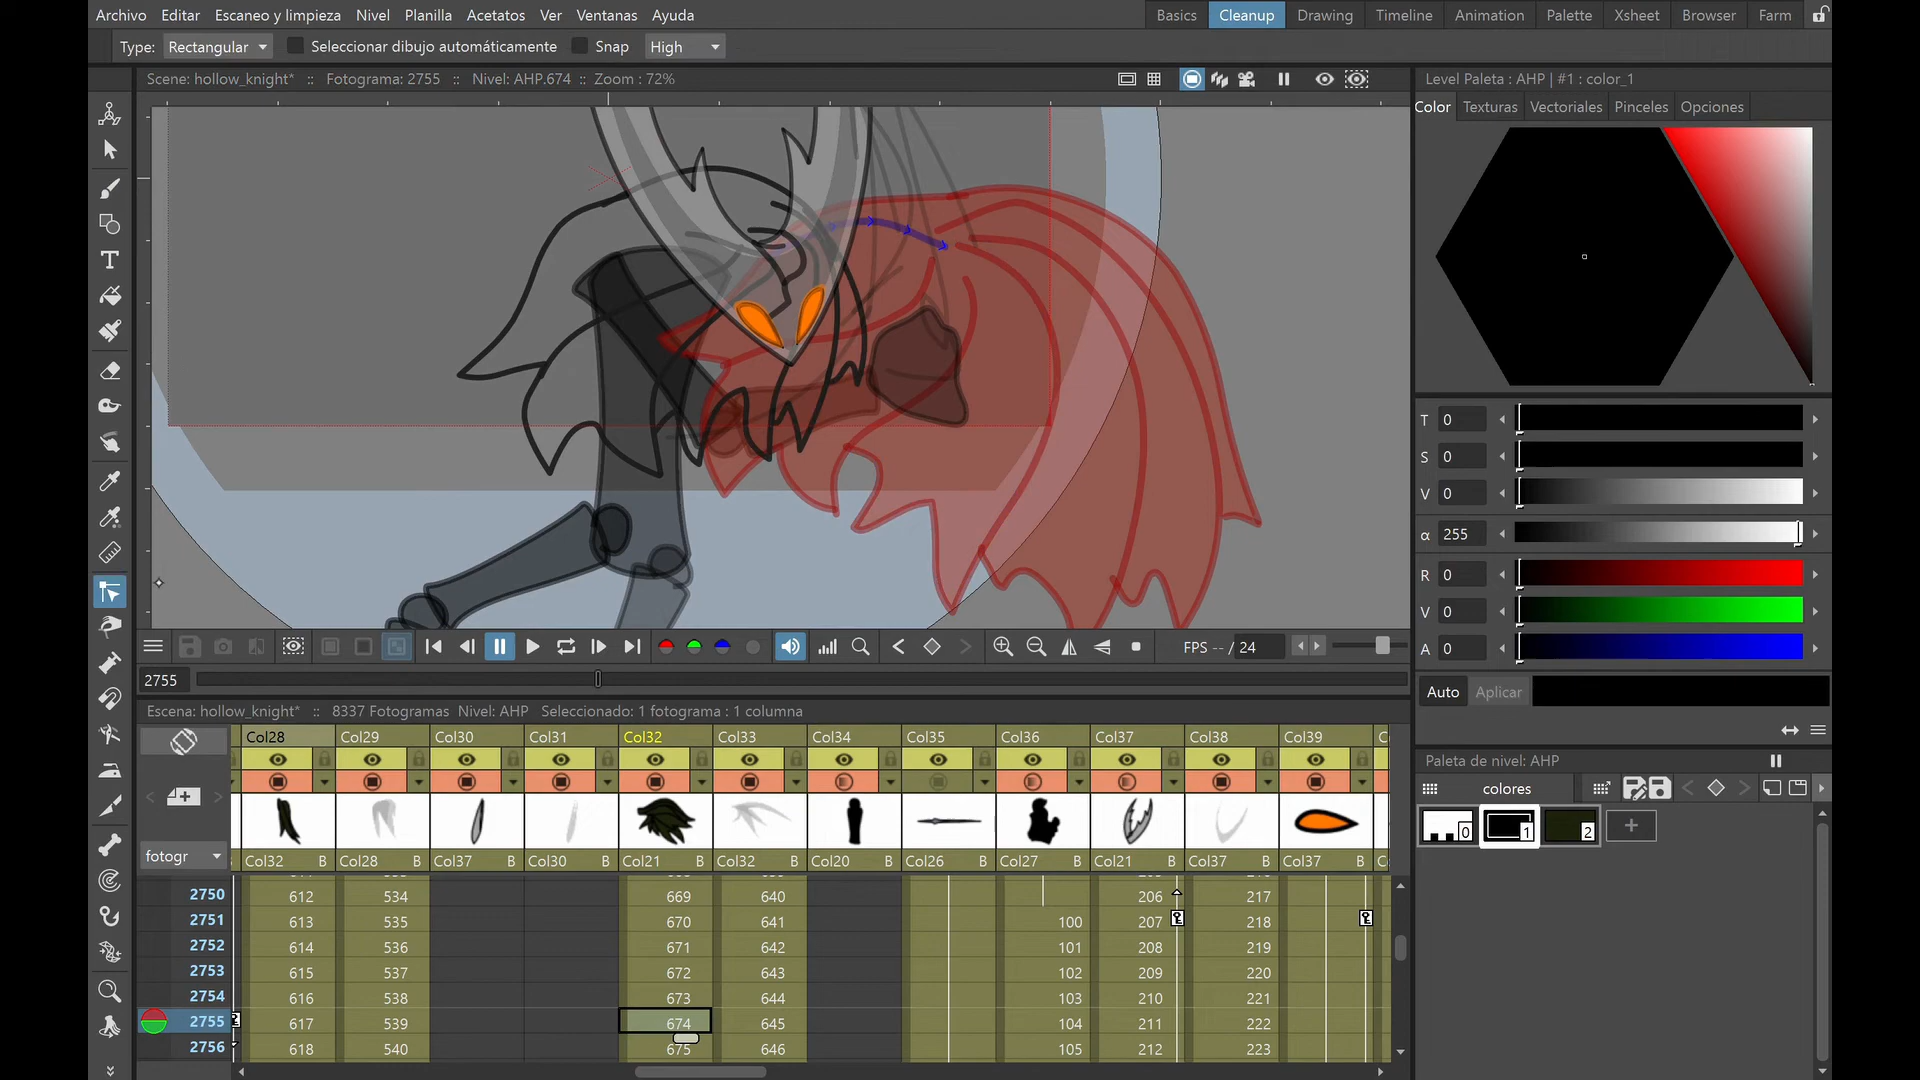 Archivo Editar Escaneo y limpieza Nivel Planilla Acetatos Ver Ventanas Ayuda Basics Cleanup Drawing Timeline Animation Palette Xsheet Browser Farm
Type: Rectangular Seleccionar dibujo automáticamente Snap High
Scene: hollow_knight* :: Fotograma: 2755 :: Nivel: AHP.674 :: Zoom : 72%
Level Paleta : AHP | #1 : color_1
Color Texturas Vectoriales Pinceles Opciones
T 0
S 0
V 0
α 255
R 0
V 0
A 0
FPS -- / 24
2755
Auto Aplicar
Escena: hollow_knight* :: 8337 Fotogramas Nivel: AHP Seleccionado: 1 fotograma : 1 columna
Col28 Col29 Col30 Col31 Col32 Col33 Col34 Col35 Col36 Col37 Col38 Col39
Paleta de nivel: AHP
colores
0 1 2 +
fotogr
Col32 B Col28 B Col37 B Col30 B Col21 B Col32 B Col20 B Col26 B Col27 B Col21 B Col37 B Col37 B
2750 612 534 669 640 206 217
2751 613 535 670 641 100 207 218
2752 614 536 671 642 101 208 219
2753 615 537 672 643 102 209 220
2754 616 538 673 644 103 210 221
2755 617 539 674 645 104 211 222
2756 618 540 675 646 105 212 223